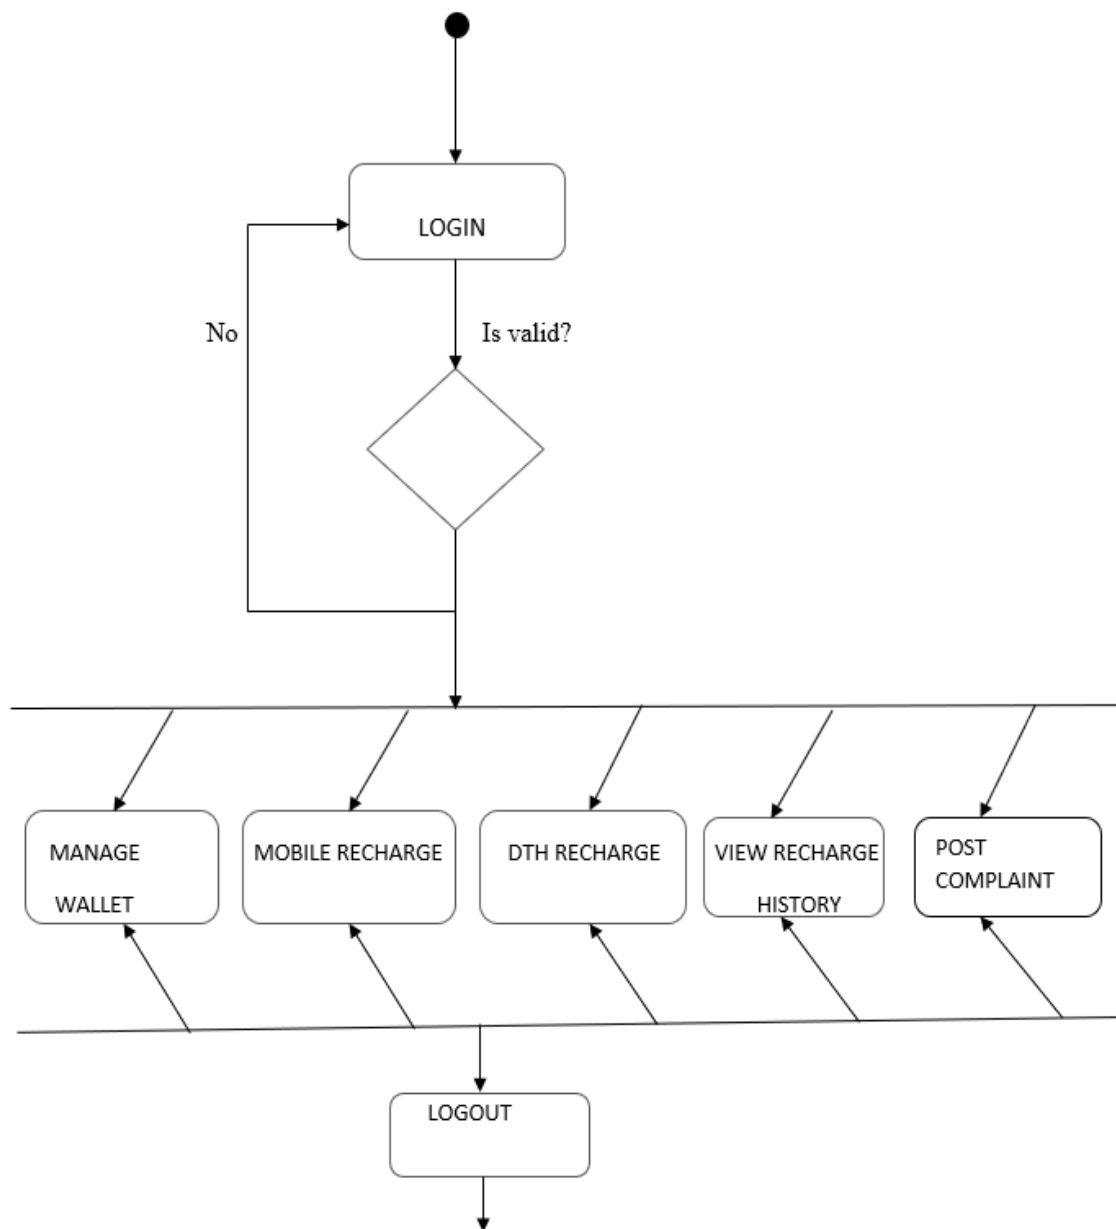 LOGIN
No
Is valid?
MANAGE
WALLET
MOBILE RECHARGE
DTH RECHARGE
VIEW RECHARGE
HISTORY
POST
COMPLAINT
LOGOUT